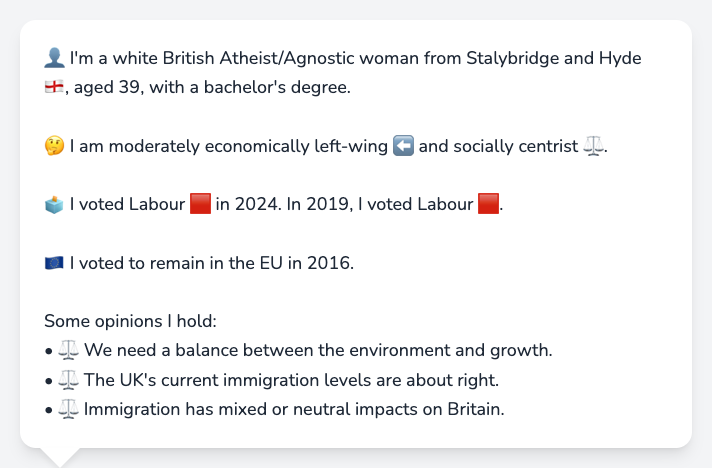 👤 I'm a white British Atheist/Agnostic woman from Stalybridge and Hyde
🏴󠁧󠁢󠁥󠁮󠁧󠁿, aged 39, with a bachelor's degree.
🤔 I am moderately economically left-wing ⬅️ and socially centrist ⚖️.
🗳️ I voted Labour 🟥 in 2024. In 2019, I voted Labour 🟥.
🇪🇺 I voted to remain in the EU in 2016.
Some opinions I hold:
• ⚖️ We need a balance between the environment and growth.
• ⚖️ The UK's current immigration levels are about right.
• ⚖️ Immigration has mixed or neutral impacts on Britain.